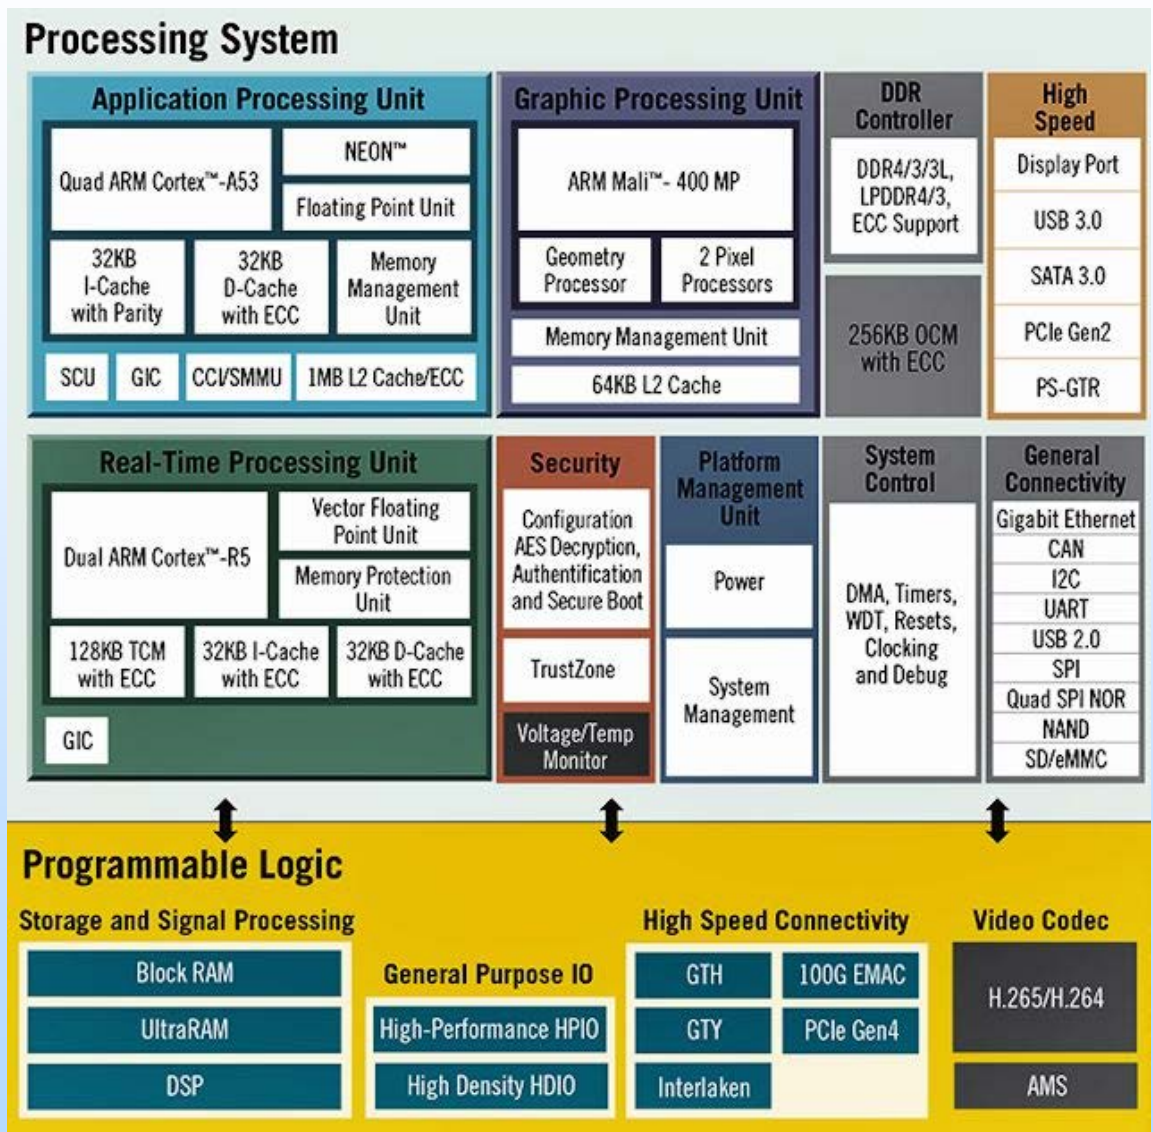 Processing System
Application Processing Unit
Quad ARM Cortex™-A53
NEON™
Floating Point Unit
32KB
I-Cache
with Parity
32KB
D-Cache
with ECC
Memory
Management
Unit
SCU
GIC
CCI/SMMU
1MB L2 Cache/ECC
Graphic Processing Unit
ARM Mali™- 400 MP
Geometry
Processor
2 Pixel
Processors
Memory Management Unit
64KB L2 Cache
DDR
Controller
DDR4/3/3L,
LPDDR4/3,
ECC Support
256KB OCM
with ECC
High
Speed
Display Port
USB 3.0
SATA 3.0
PCIe Gen2
PS-GTR
Real-Time Processing Unit
Dual ARM Cortex™-R5
Vector Floating
Point Unit
Memory Protection
Unit
128KB TCM
with ECC
32KB I-Cache
with ECC
32KB D-Cache
with ECC
GIC
Security
Configuration
AES Decryption,
Authentification
and Secure Boot
TrustZone
Voltage/Temp
Monitor
Platform
Management
Unit
Power
System
Management
System
Control
DMA, Timers,
WDT, Resets,
Clocking
and Debug
General
Connectivity
Gigabit Ethernet
CAN
I2C
UART
USB 2.0
SPI
Quad SPI NOR
NAND
SD/eMMC
Programmable Logic
Storage and Signal Processing
Block RAM
UltraRAM
DSP
General Purpose IO
High-Performance HPIO
High Density HDIO
High Speed Connectivity
GTH
100G EMAC
GTY
PCIe Gen4
Interlaken
Video Codec
H.265/H.264
AMS